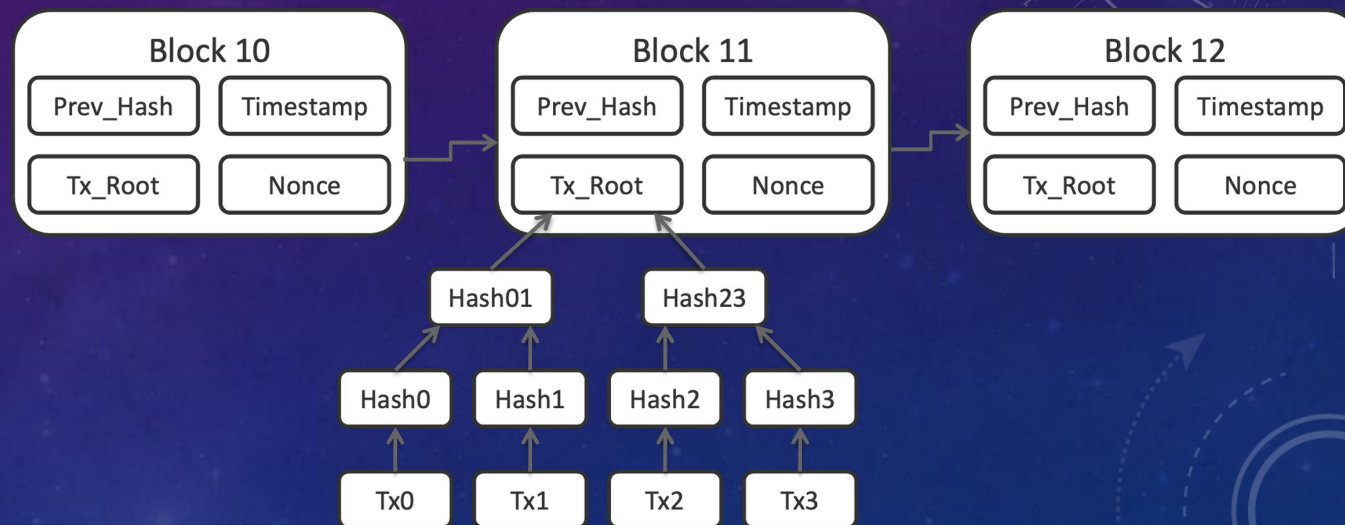 Block 10
Block 11
Block 12
Prev_Hash
Timestamp
Prev_Hash
Timestamp
Prev_Hash
Timestamp
Tx_Root
Nonce
Tx_Root
Nonce
Tx_Root
Nonce
Hash01
Hash23
Hash0
Hash1
Hash2
Hash3
Tx0
Tx1
Tx2
Tx3